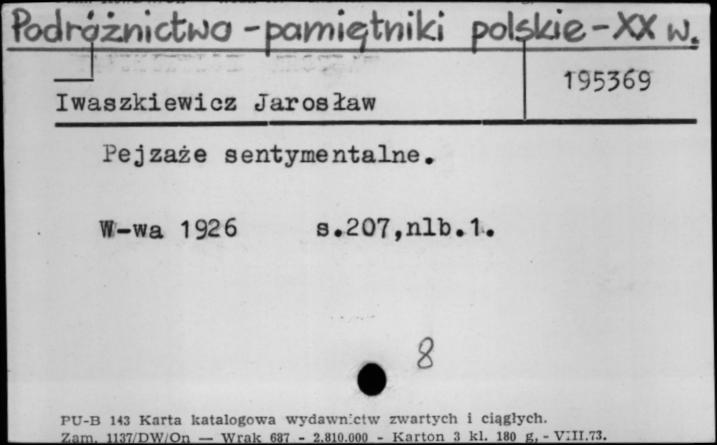 Podróżnictwo - pamiętniki polskie - XX w.
195369
Iwaszkiewicz Jarosław
Pejzaże sentymentalne.
W-wa 1926 s.207,nlb.1.
8
PU-B 143 Karta katalogowa wydawnictw zwartych i ciągłych.
Zam. 1137/DW/On — Wrak 687 - 2.810.000 - Karton 3 kl. 180 g, - VIII.73.